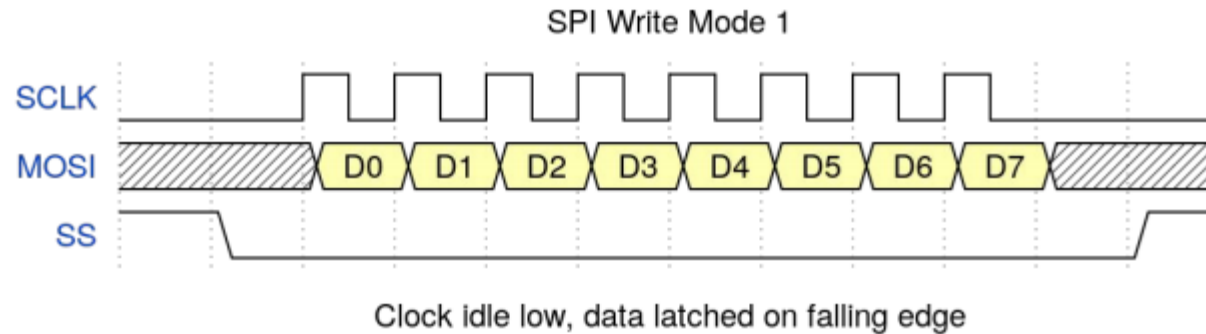 SPI Write Mode 1
SCLK
MOSI D0 D1 D2 D3 D4 D5 D6 D7
SS
Clock idle low, data latched on falling edge